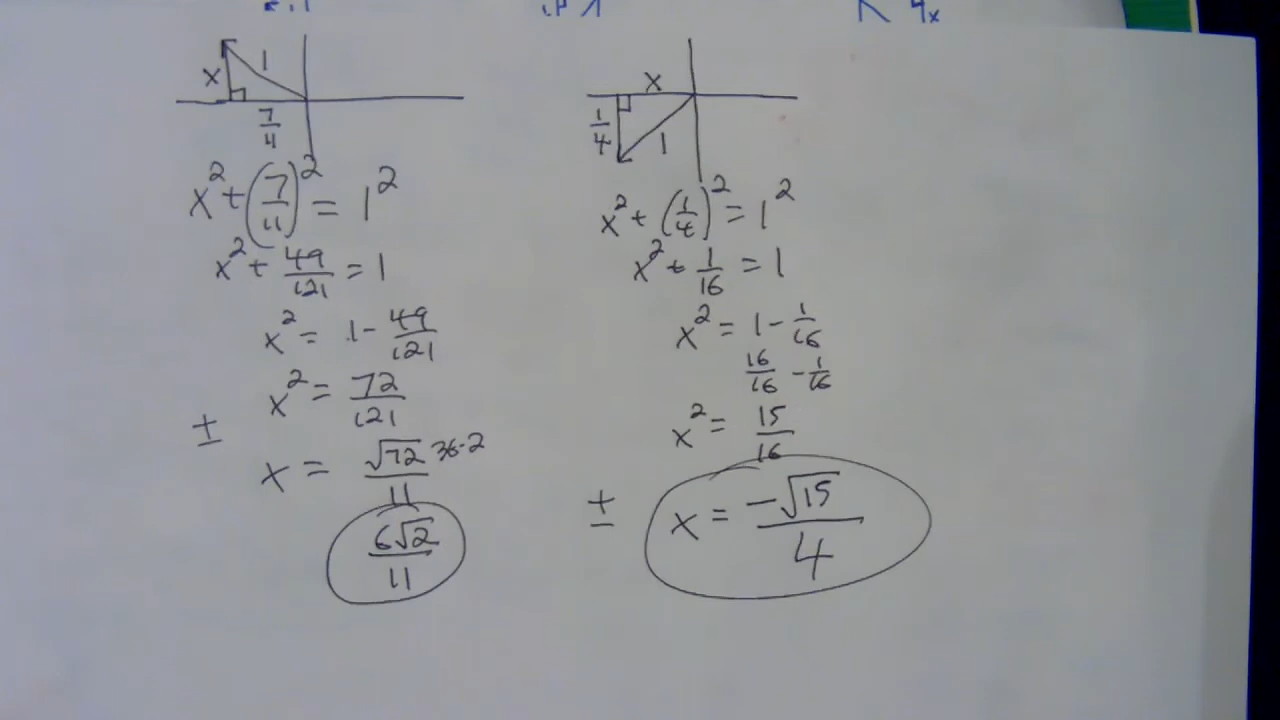 4x
x 1
7/4
x² + (7/11)² = 1²
x² + 49/121 = 1
x² = 1 - 49/121
x² = 72/121
±
x = √72/11 36·2
6√2/11
x
1/4 1
x² + (1/4)² = 1²
x² + 1/16 = 1
x² = 1 - 1/16
16/16 - 1/16
x² = 15/16
±
x = -√15/4